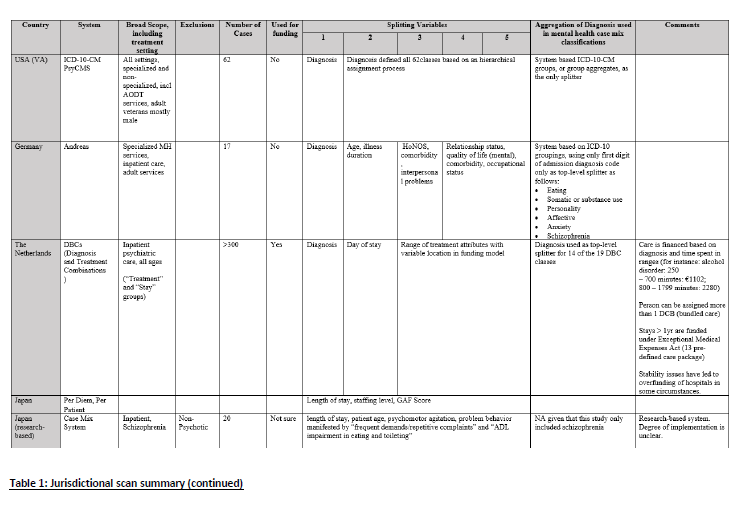 Country System Broad Scope, including treatment setting Exclusions Number of Cases Used for funding Splitting Variables Aggregation of Diagnosis used in mental health case mix classifications Comments
1 2 3 4 5
USA (VA) ICD-10-CM PsyCMS All settings, specialized and non-specialized, incl AODT services, adult veterans mostly male 62 No Diagnosis Diagnosis defined all 62classes based on an hierarchical assignment process System based ICD-10-CM groups, or group aggregates, as the only splitter
Germany Andreas Specialized MH services, inpatient care, adult services 17 No Diagnosis Age, illness duration HoNOS, comorbidity, interpersonal problems Relationship status, quality of life (mental), comorbidity, occupational status System based on ICD-10 groupings, using only first digit of admission diagnosis code only as top-level splitter as follows:
• Eating
• Somatic or substance use
• Personality
• Affective
• Anxiety
• Schizophrenia
The Netherlands DBCs (Diagnosis and Treatment Combinations) Inpatient psychiatric care, all ages ("Treatment" and "Stay" groups) >300 Yes Diagnosis Day of stay Range of treatment attributes with variable location in funding model Diagnosis used as top-level splitter for 14 of the 19 DBC classes Care is financed based on diagnosis and time spent in ranges (for instance: alcohol disorder: 250 – 700 minutes: €1102; 800 – 1799 minutes: 2280)
Person can be assigned more than 1 DCB (bundled care)
Stays > 1yr are funded under Exceptional Medical Expenses Act (13 pre-defined care package)
Stability issues have led to overfunding of hospitals in some circumstances.
Japan Per Diem, Per Patient Length of stay, staffing level, GAF Score
Japan (research-based) Case Mix System Inpatient, Schizophrenia Non-Psychotic 20 Not sure length of stay, patient age, psychomotor agitation, problem behavior manifested by "frequent demands/repetitive complaints" and "ADL impairment in eating and toileting" NA given that this study only included schizophrenia Research-based system. Degree of implementation is unclear.
Table 1: Jurisdictional scan summary (continued)